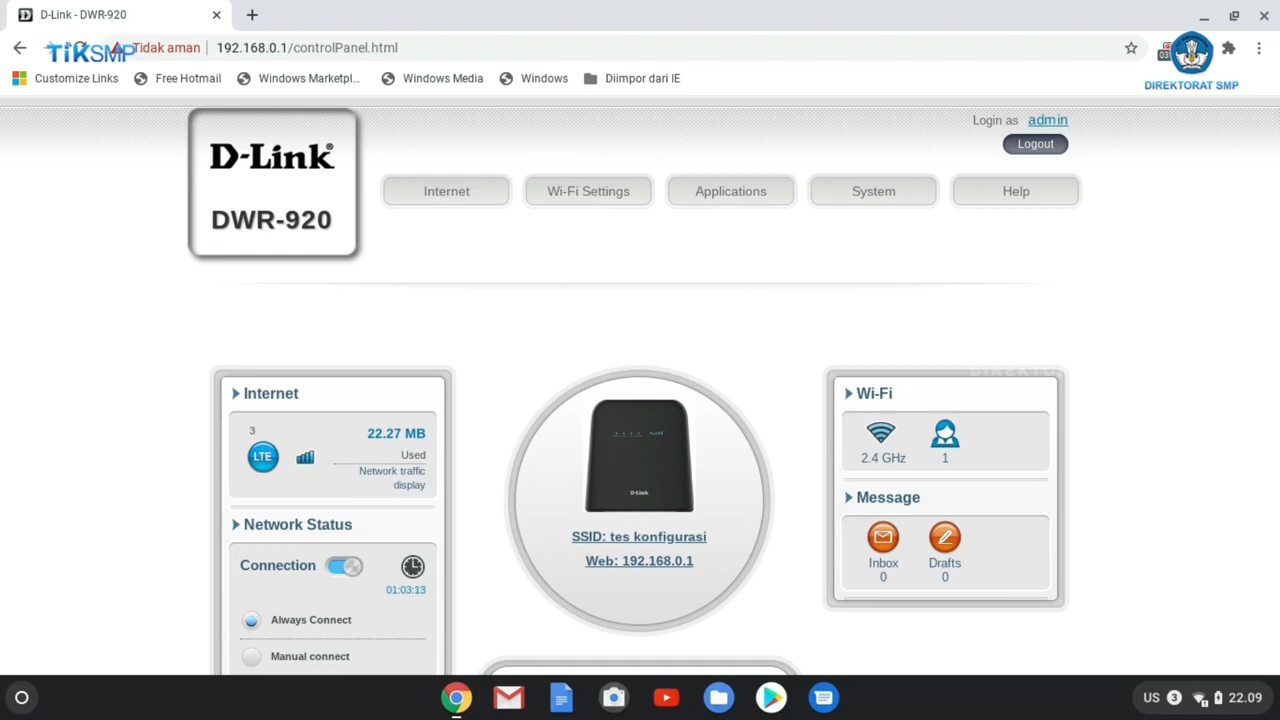 D-Link - DWR-920
TIKSMP
Tidak aman
192.168.0.1/controlPanel.html
DIREKTORAT SMP
Customize Links
Free Hotmail
Windows Marketpl...
Windows Media
Windows
Diimpor dari IE
D-Link®
DWR-920
Login as admin
Logout
Internet
Wi-Fi Settings
Applications
System
Help
Internet
3
LTE
22.27 MB
Used
Network traffic
display
Network Status
Connection
01:03:13
Always Connect
Manual connect
D-Link
SSID: tes konfigurasi
Web: 192.168.0.1
Wi-Fi
2.4 GHz
1
Message
Inbox
0
Drafts
0
US 3 22.09